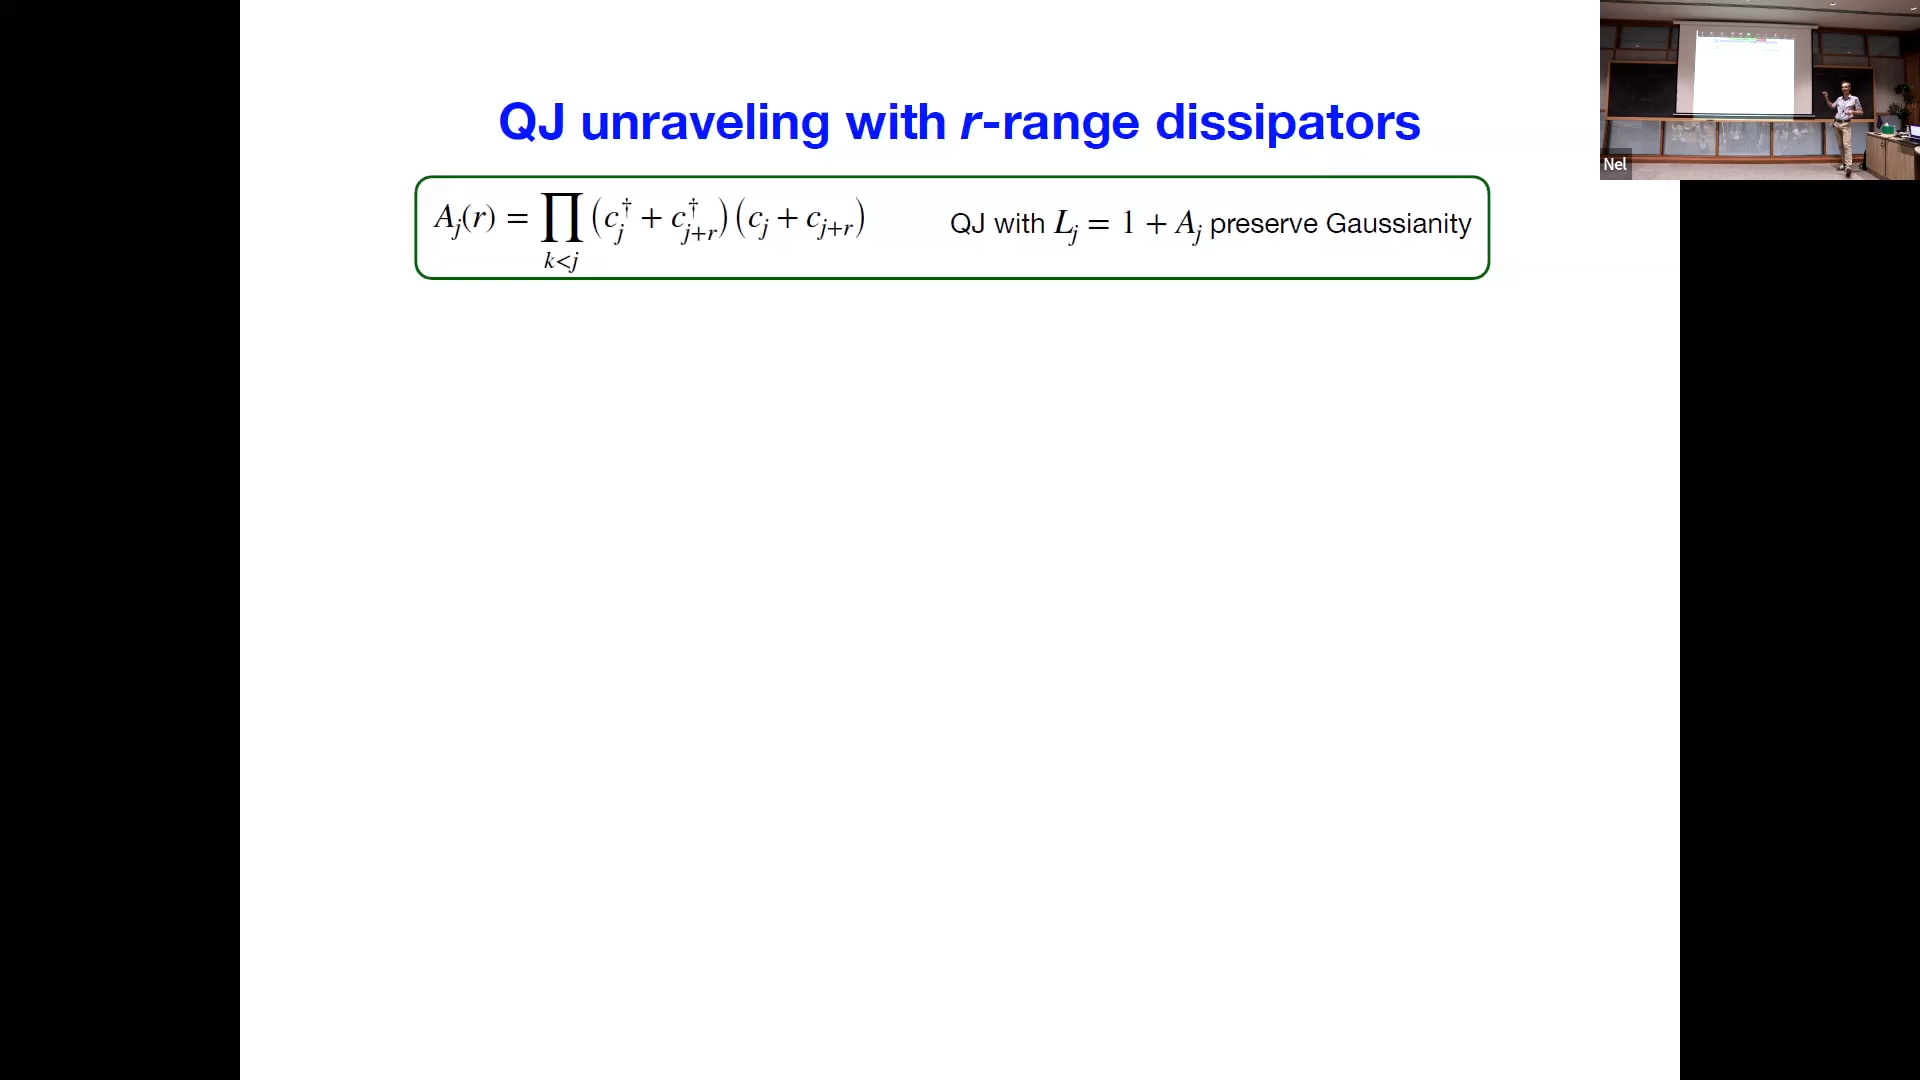 QJ unraveling with r-range dissipators
A_j(r) = ∏_{k<j} (c_j^† + c_{j+r}^†)(c_j + c_{j+r}) QJ with L_j = 1 + A_j preserve Gaussianity
Nel